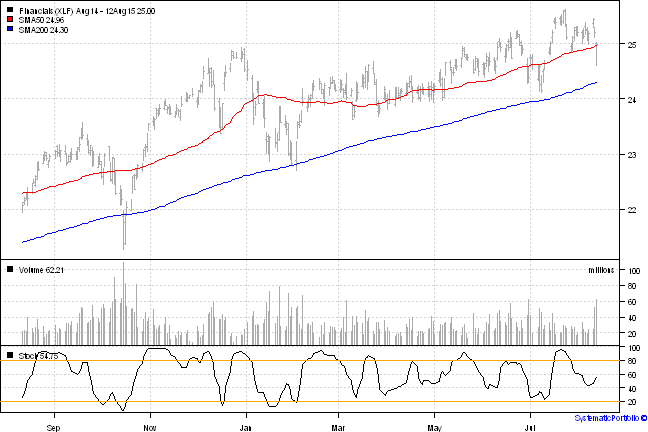 Financials (XLF) Aug 14 - 12Aug15 25.00
SMA50 24.96
SMA200 24.30
25
24
23
22
Volume 62.21
millions
100
80
60
40
20
Stoch 54.75
100
80
60
40
20
Sep
Nov
Jan
Mar
May
Jul
SystematicPortfolio ©